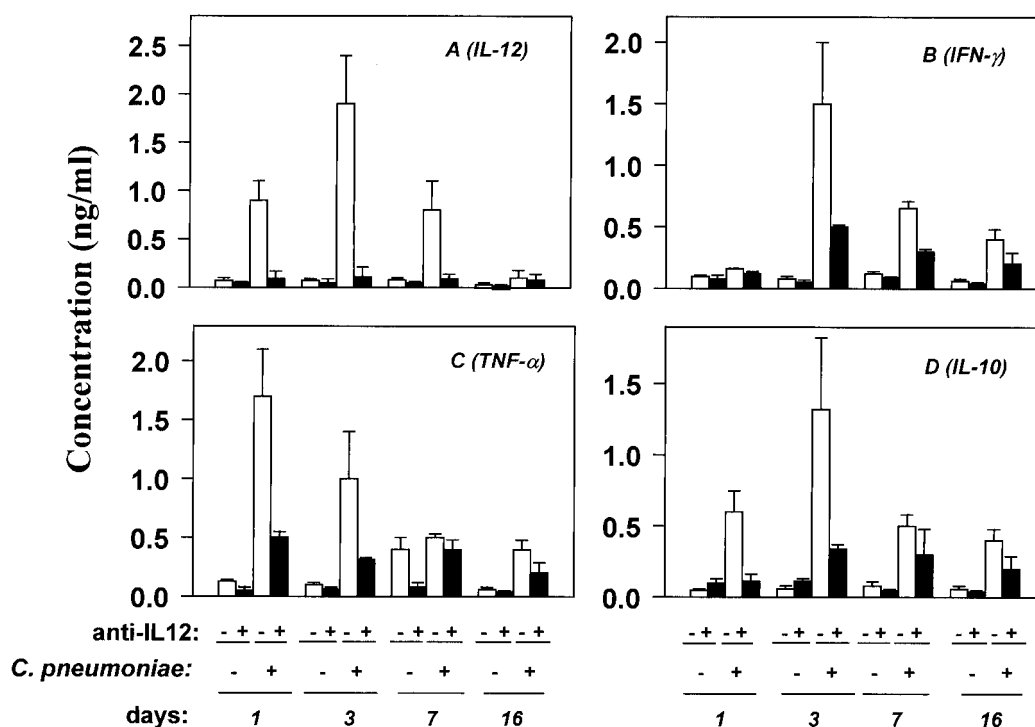 A (IL-12)
2.5
2.0
1.5
1.0
0.5
0.0
B (IFN-γ)
2.0
1.5
1.0
0.5
0.0
C (TNF-α)
2.0
1.5
1.0
0.5
0.0
D (IL-10)
1.5
1.0
0.5
0.0
Concentration (ng/ml)
anti-IL12: - + - + - + - + - + - + - + - + - + - + - + - + - + - + - + - +
C. pneumoniae: - + - + - + - + - + - + - + - +
days: 1 3 7 16 1 3 7 16